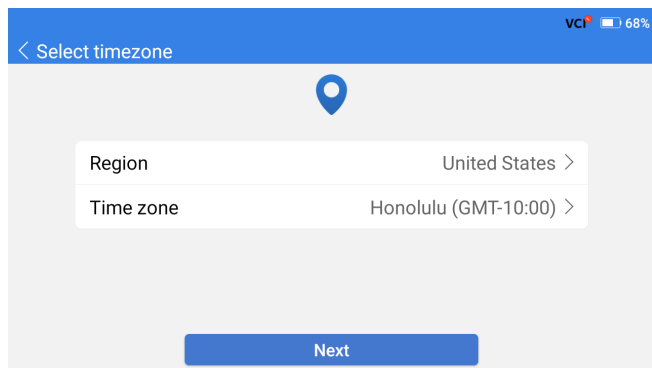 VCI 68%
Select timezone
Region United States
Time zone Honolulu (GMT-10:00)
Next